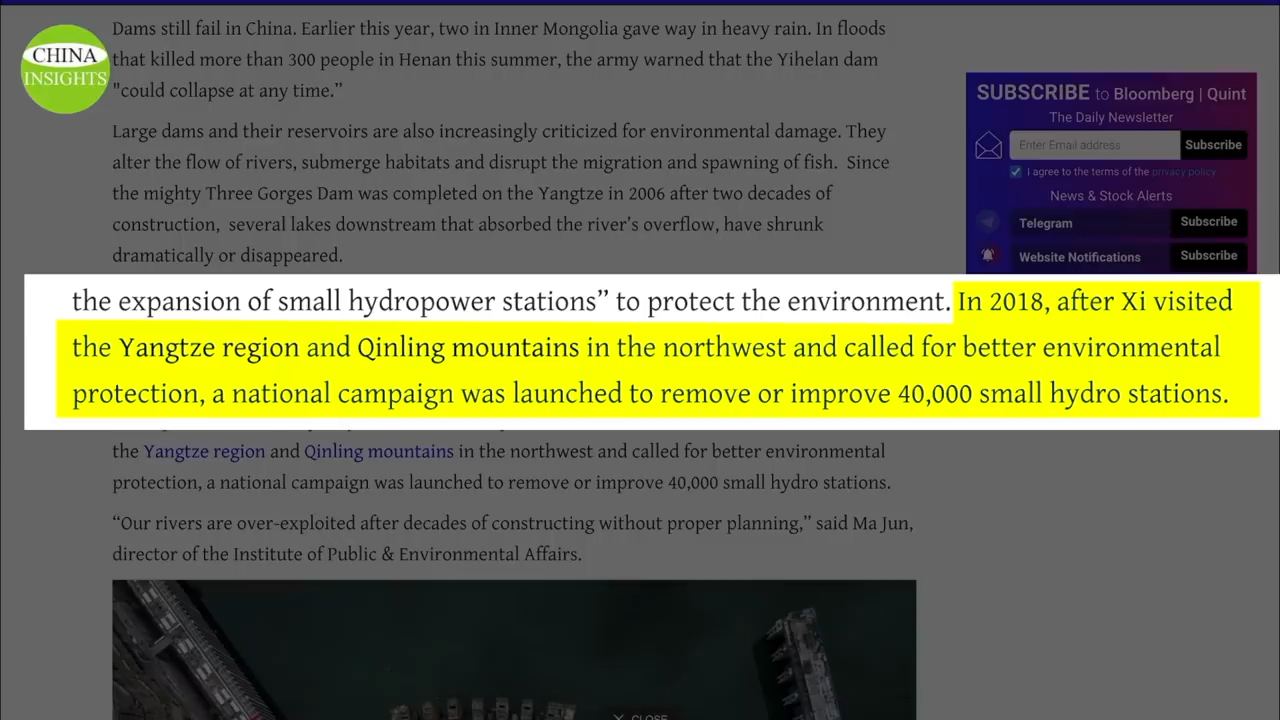 CHINA
INSIGHTS
Dams still fail in China. Earlier this year, two in Inner Mongolia gave way in heavy rain. In floods
that killed more than 300 people in Henan this summer, the army warned that the Yihelan dam
"could collapse at any time.”
Large dams and their reservoirs are also increasingly criticized for environmental damage. They
alter the flow of rivers, submerge habitats and disrupt the migration and spawning of fish. Since
the mighty Three Gorges Dam was completed on the Yangtze in 2006 after two decades of
construction, several lakes downstream that absorbed the river’s overflow, have shrunk
dramatically or disappeared.
SUBSCRIBE to Bloomberg | Quint
The Daily Newsletter
Enter Email address
Subscribe
I agree to the terms of the privacy policy
News & Stock Alerts
Telegram
Subscribe
Website Notifications
Subscribe
the expansion of small hydropower stations” to protect the environment. In 2018, after Xi visited
the Yangtze region and Qinling mountains in the northwest and called for better environmental
protection, a national campaign was launched to remove or improve 40,000 small hydro stations.
the Yangtze region and Qinling mountains in the northwest and called for better environmental
protection, a national campaign was launched to remove or improve 40,000 small hydro stations.
“Our rivers are over-exploited after decades of constructing without proper planning,” said Ma Jun,
director of the Institute of Public & Environmental Affairs.
CLOSE